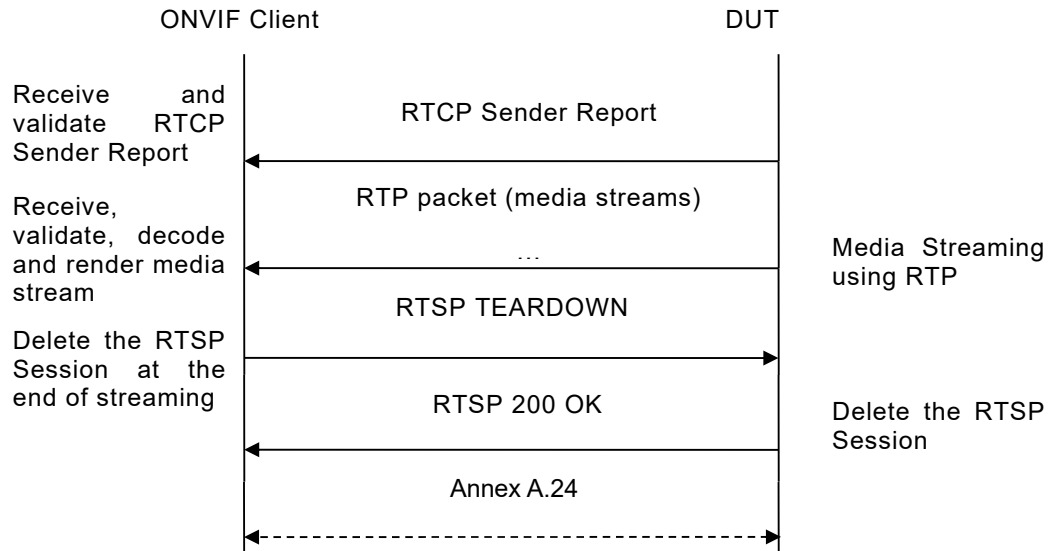 ONVIF Client
DUT
Receive and
validate RTCP
Sender Report
RTCP Sender Report
RTP packet (media streams)
Receive,
validate, decode
and render media
stream
...
Media Streaming
using RTP
RTSP TEARDOWN
Delete the RTSP
Session at the
end of streaming
RTSP 200 OK
Delete the RTSP
Session
Annex A.24